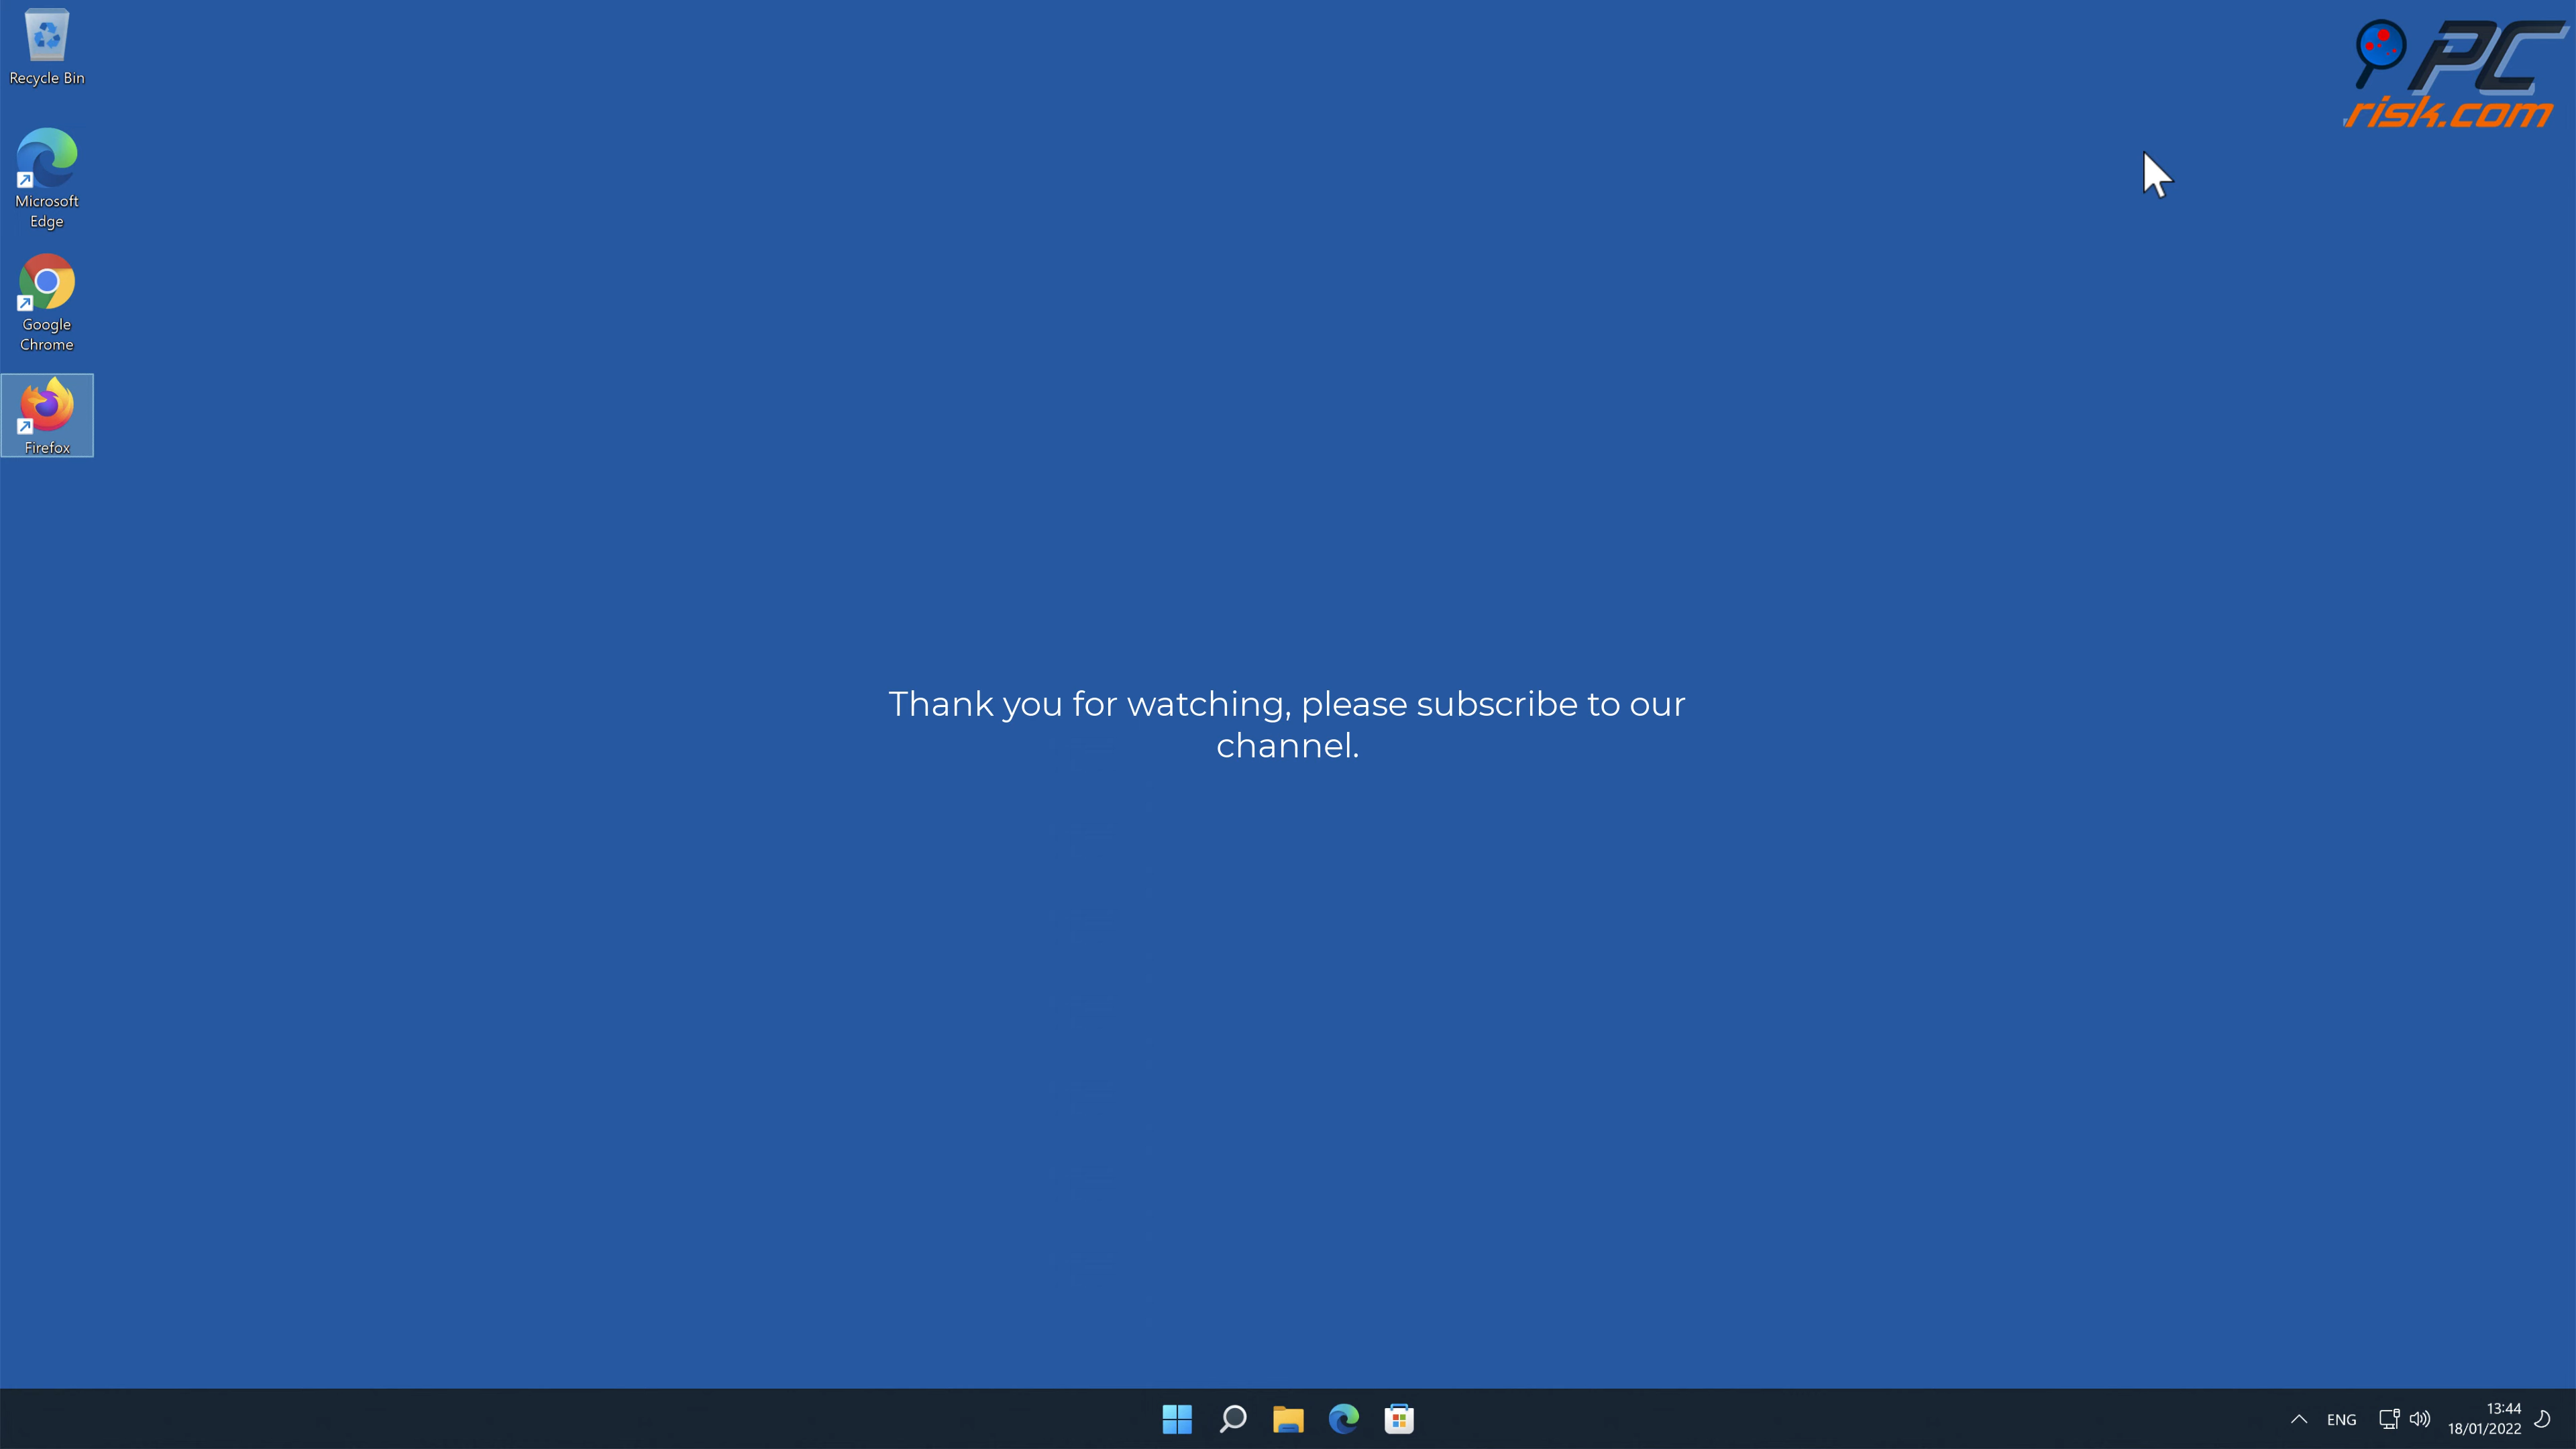 Recycle Bin
PC
risk.com
Microsoft
Edge
Google
Chrome
Firefox
Thank you for watching, please subscribe to our
channel.
ENG
13:44
18/01/2022